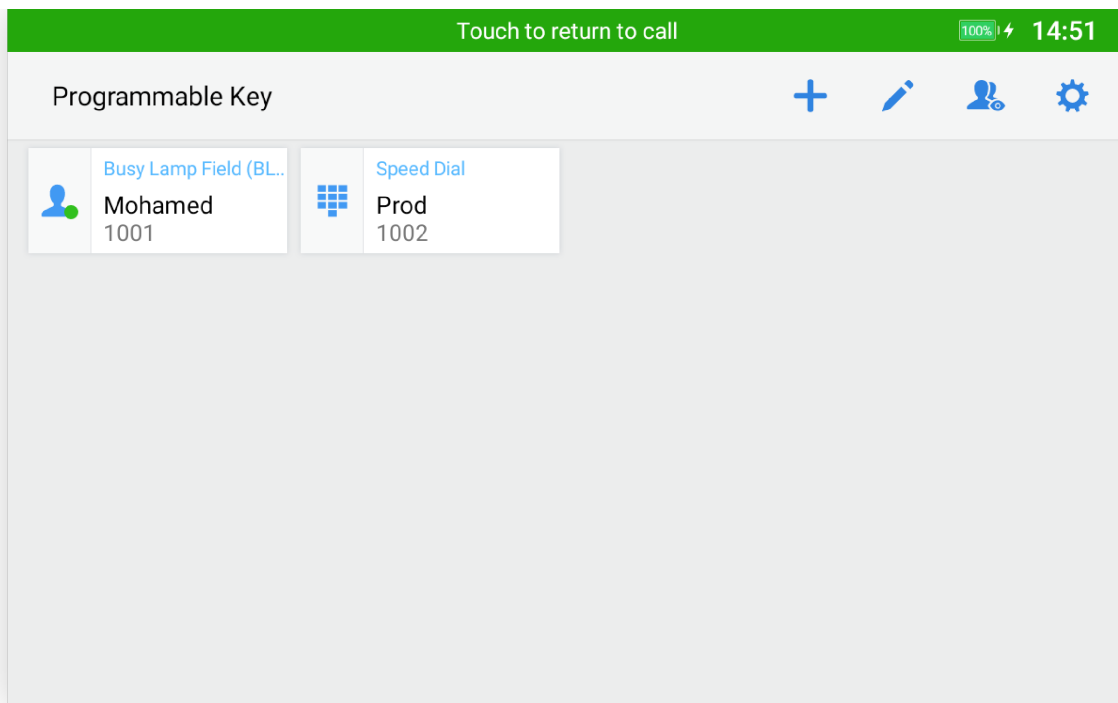 Touch to return to call
100%
14:51
Programmable Key
Busy Lamp Field (BL..
Mohamed
1001
Speed Dial
Prod
1002